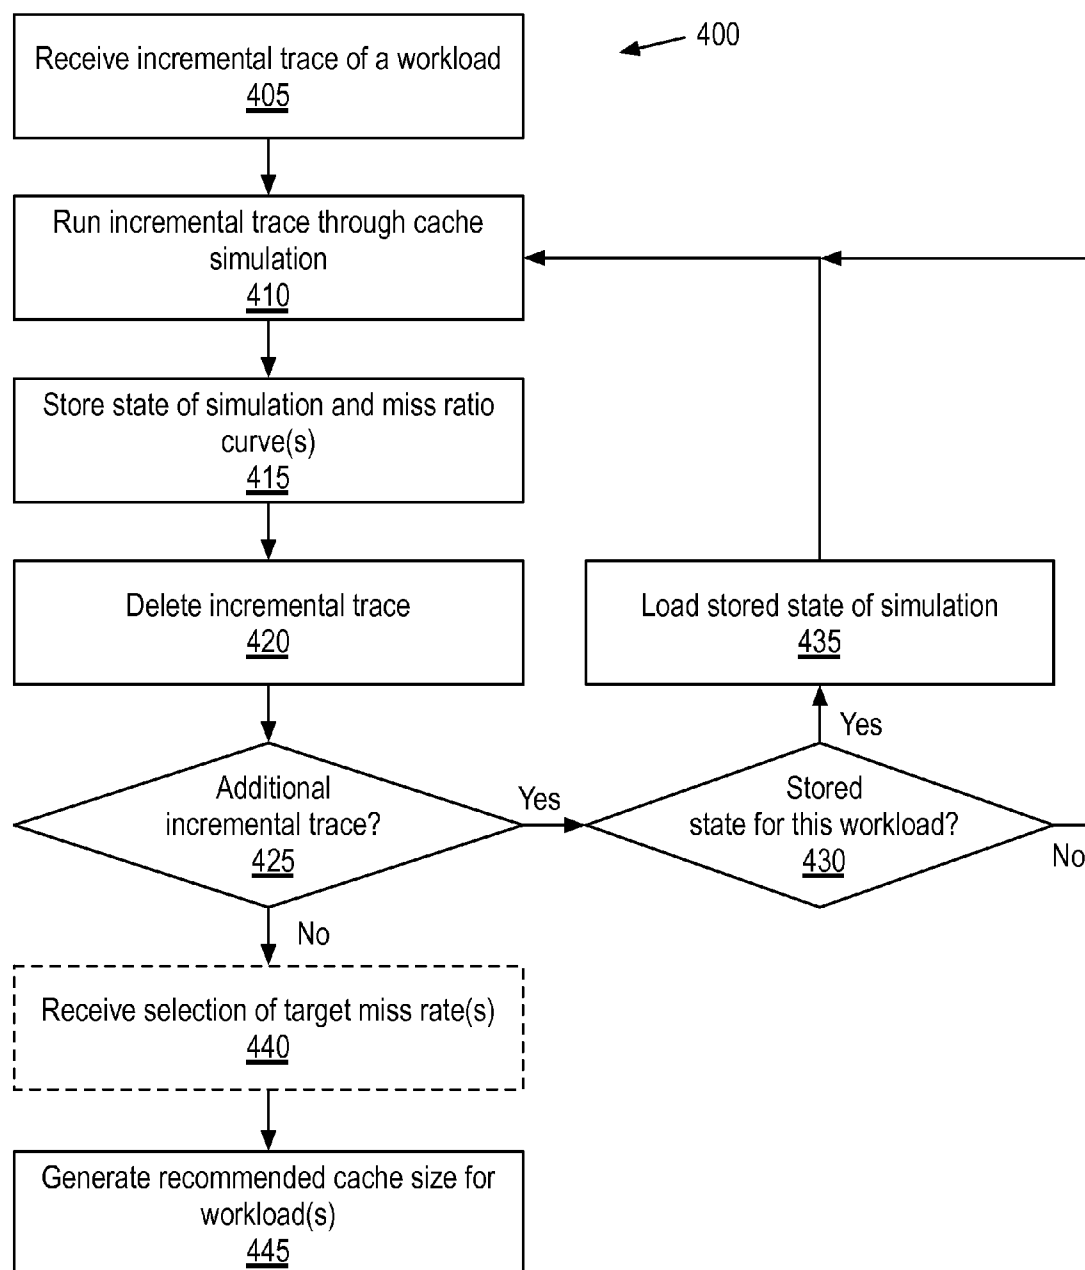 400
Receive incremental trace of a workload
405
Run incremental trace through cache
simulation
410
Store state of simulation and miss ratio
curve(s)
415
Delete incremental trace
420
Load stored state of simulation
435
Yes
Additional
incremental trace?
425
Yes
Stored
state for this workload?
430
No
No
Receive selection of target miss rate(s)
440
Generate recommended cache size for
workload(s)
445